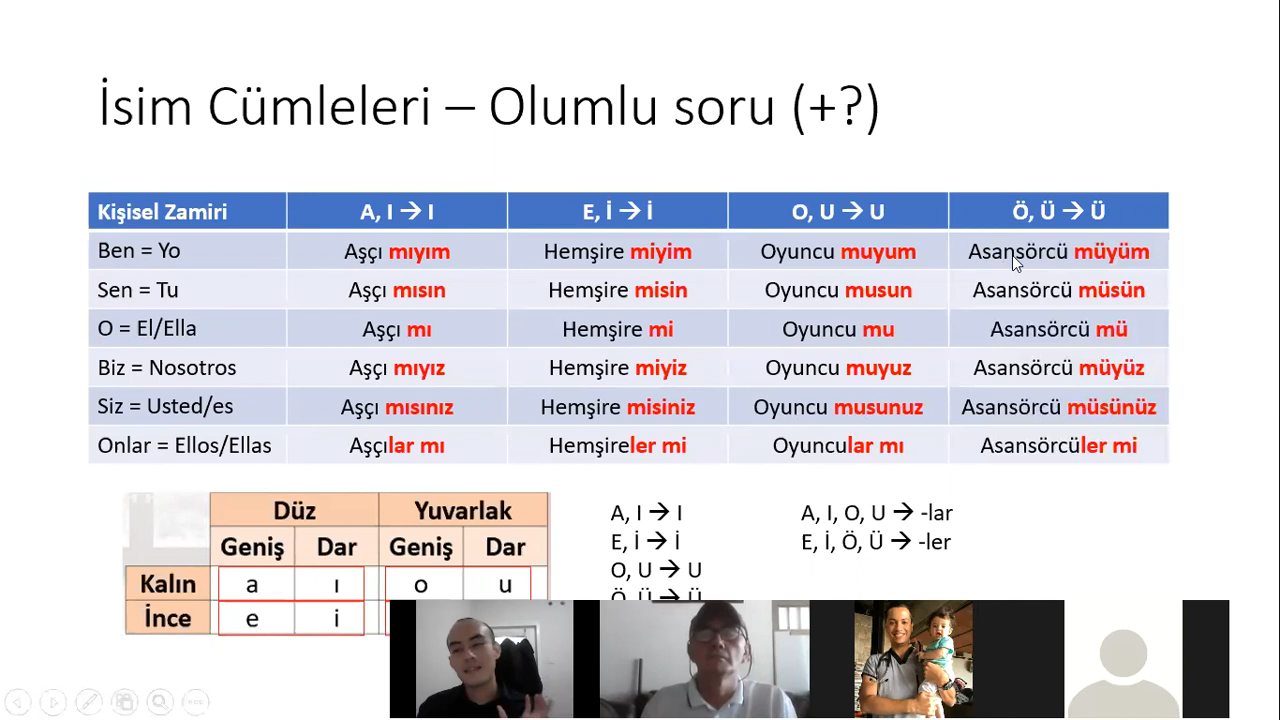 İsim Cümleleri – Olumlu soru (+?)
Kişisel Zamiri A, I → I E, İ → İ O, U → U Ö, Ü → Ü
Ben = Yo Aşçı mıyım Hemşire miyim Oyuncu muyum Asansörcü müyüm
Sen = Tu Aşçı mısın Hemşire misin Oyuncu musun Asansörcü müsün
O = El/Ella Aşçı mı Hemşire mi Oyuncu mu Asansörcü mü
Biz = Nosotros Aşçı mıyız Hemşire miyiz Oyuncu muyuz Asansörcü müyüz
Siz = Usted/es Aşçı mısınız Hemşire misiniz Oyuncu musunuz Asansörcü müsünüz
Onlar = Ellos/Ellas Aşçılar mı Hemşireler mi Oyuncular mı Asansörcüler mi
Düz Yuvarlak
Geniş Dar Geniş Dar
Kalın a ı o u
İnce e i
A, I → I
E, İ → İ
O, U → U
Ö, Ü → Ü
A, I, O, U → -lar
E, İ, Ö, Ü → -ler